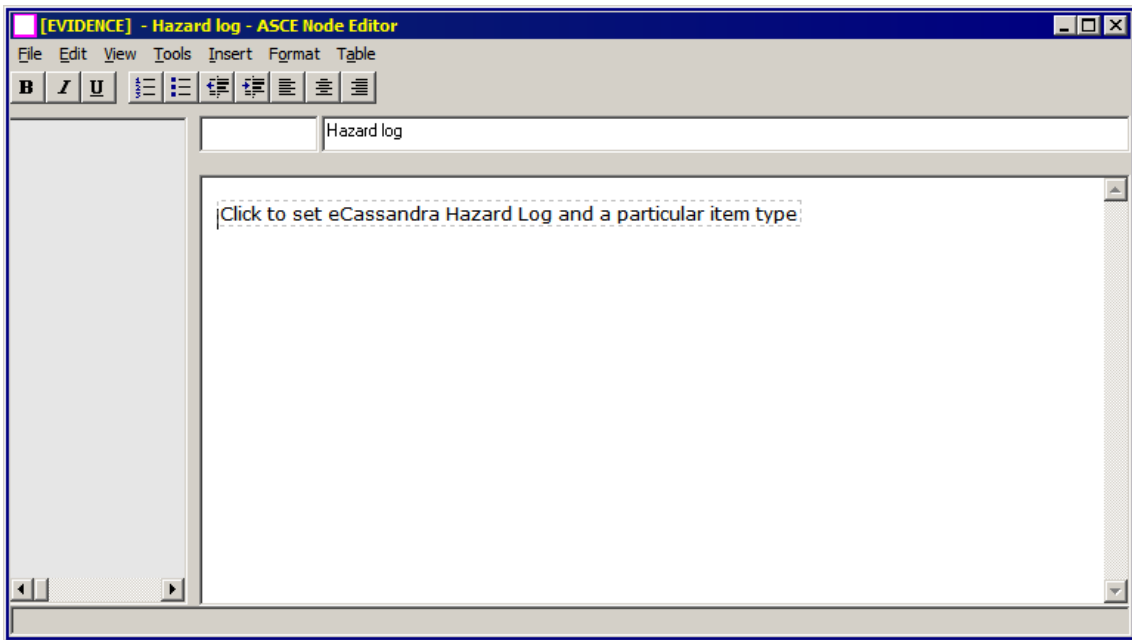 [EVIDENCE] - Hazard log - ASCE Node Editor
File Edit View Tools Insert Format Table
B I U
Hazard log
Click to set eCassandra Hazard Log and a particular item type